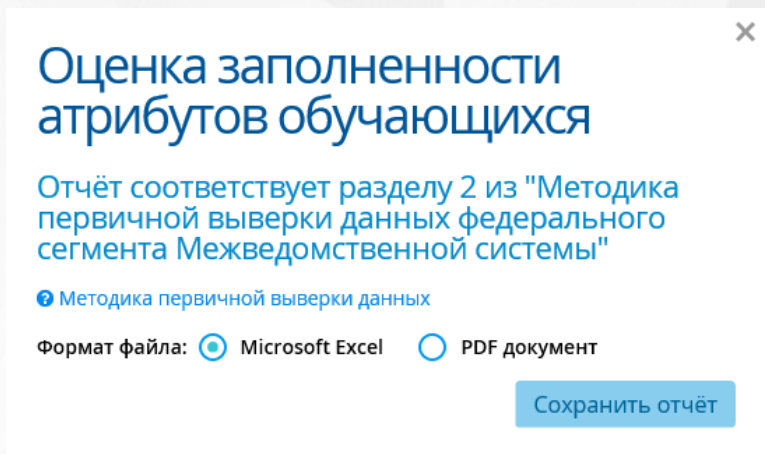 Оценка заполненности
атрибутов обучающихся
Отчёт соответствует разделу 2 из "Методика
первичной выверки данных федерального
сегмента Межведомственной системы"
Методика первичной выверки данных
Формат файла: Microsoft Excel PDF документ
Сохранить отчёт